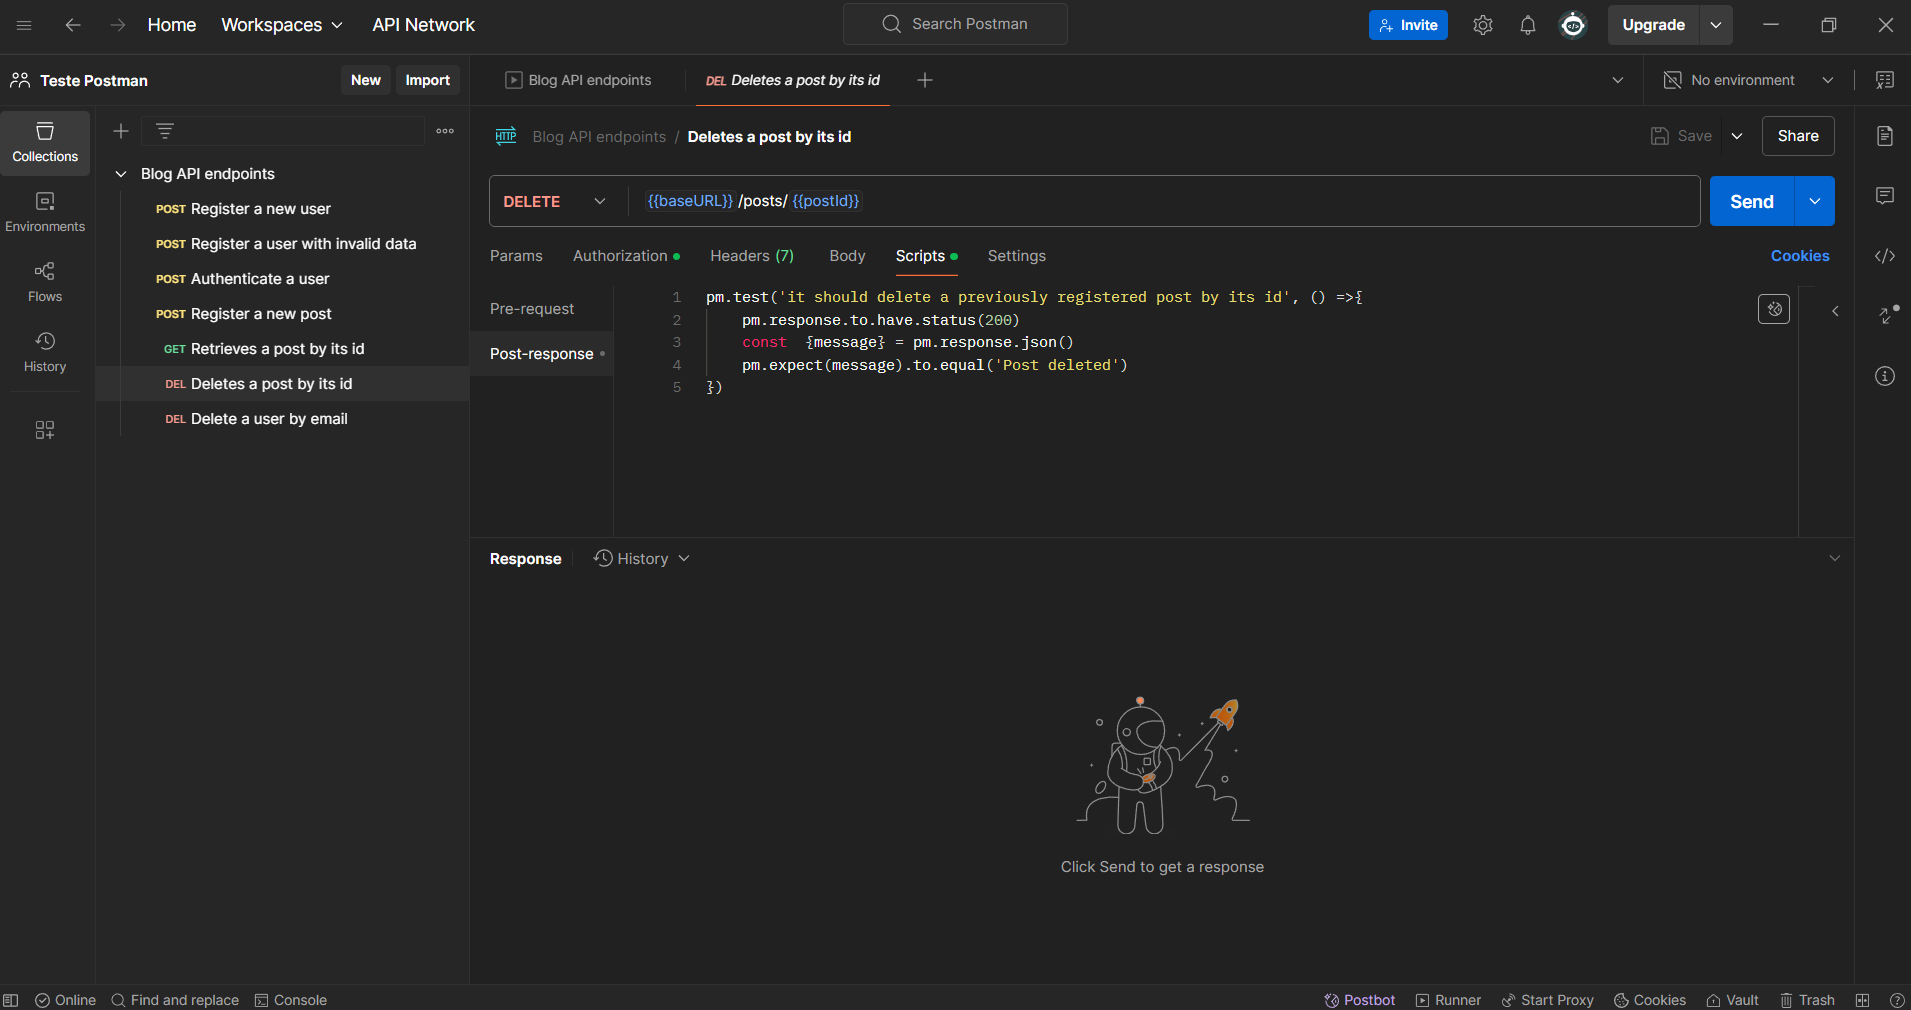 Home Workspaces API Network Search Postman Invite Upgrade
Teste Postman New Import Blog API endpoints DEL Deletes a post by its id No environment
Collections
Environments
Flows
History
Blog API endpoints
POST Register a new user
POST Register a user with invalid data
POST Authenticate a user
POST Register a new post
GET Retrieves a post by its id
DEL Deletes a post by its id
DEL Delete a user by email
HTTP Blog API endpoints / Deletes a post by its id Save Share
DELETE {{baseURL}}/posts/{{postId}} Send
Params Authorization Headers (7) Body Scripts Settings Cookies
Pre-request
Post-response
1 pm.test('it should delete a previously registered post by its id', () =>{
2 pm.response.to.have.status(200)
3 const {message} = pm.response.json()
4 pm.expect(message).to.equal('Post deleted')
5 })
Response History
Click Send to get a response
Online Find and replace Console Postbot Runner Start Proxy Cookies Vault Trash